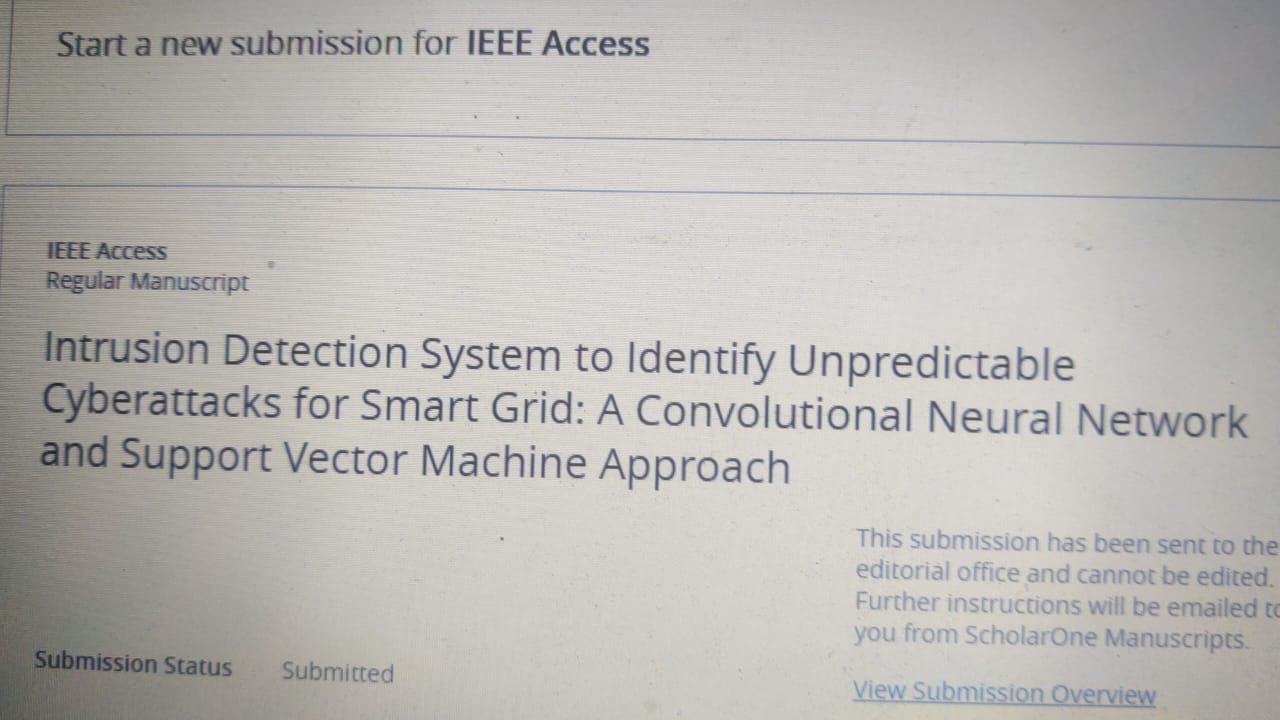 Start a new submission for IEEE Access
IEEE Access
Regular Manuscript
Intrusion Detection System to Identify Unpredictable
Cyberattacks for Smart Grid: A Convolutional Neural Network
and Support Vector Machine Approach
This submission has been sent to the
editorial office and cannot be edited.
Further instructions will be emailed to
you from ScholarOne Manuscripts.
Submission Status Submitted
View Submission Overview